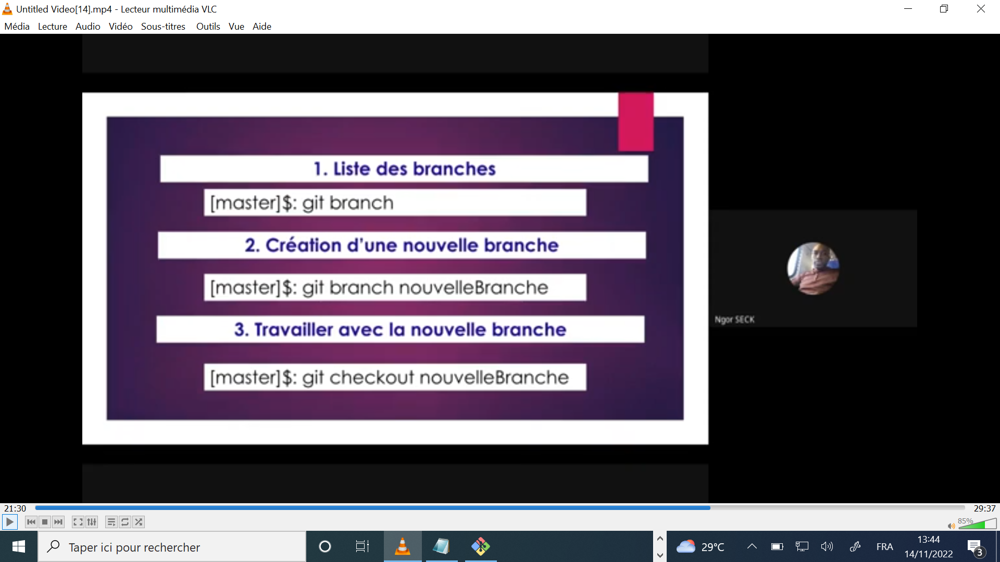 Untitled Video[14].mp4 - Lecteur multimédia VLC
Média Lecture Audio Vidéo Sous-titres Outils Vue Aide
1. Liste des branches
[master]$: git branch
2. Création d'une nouvelle branche
[master]$: git branch nouvelleBranche
3. Travailler avec la nouvelle branche
[master]$: git checkout nouvelleBranche
Ngor SECK
21:30 29:37
85%
Taper ici pour rechercher
29°C
FRA
13:44
14/11/2022
3